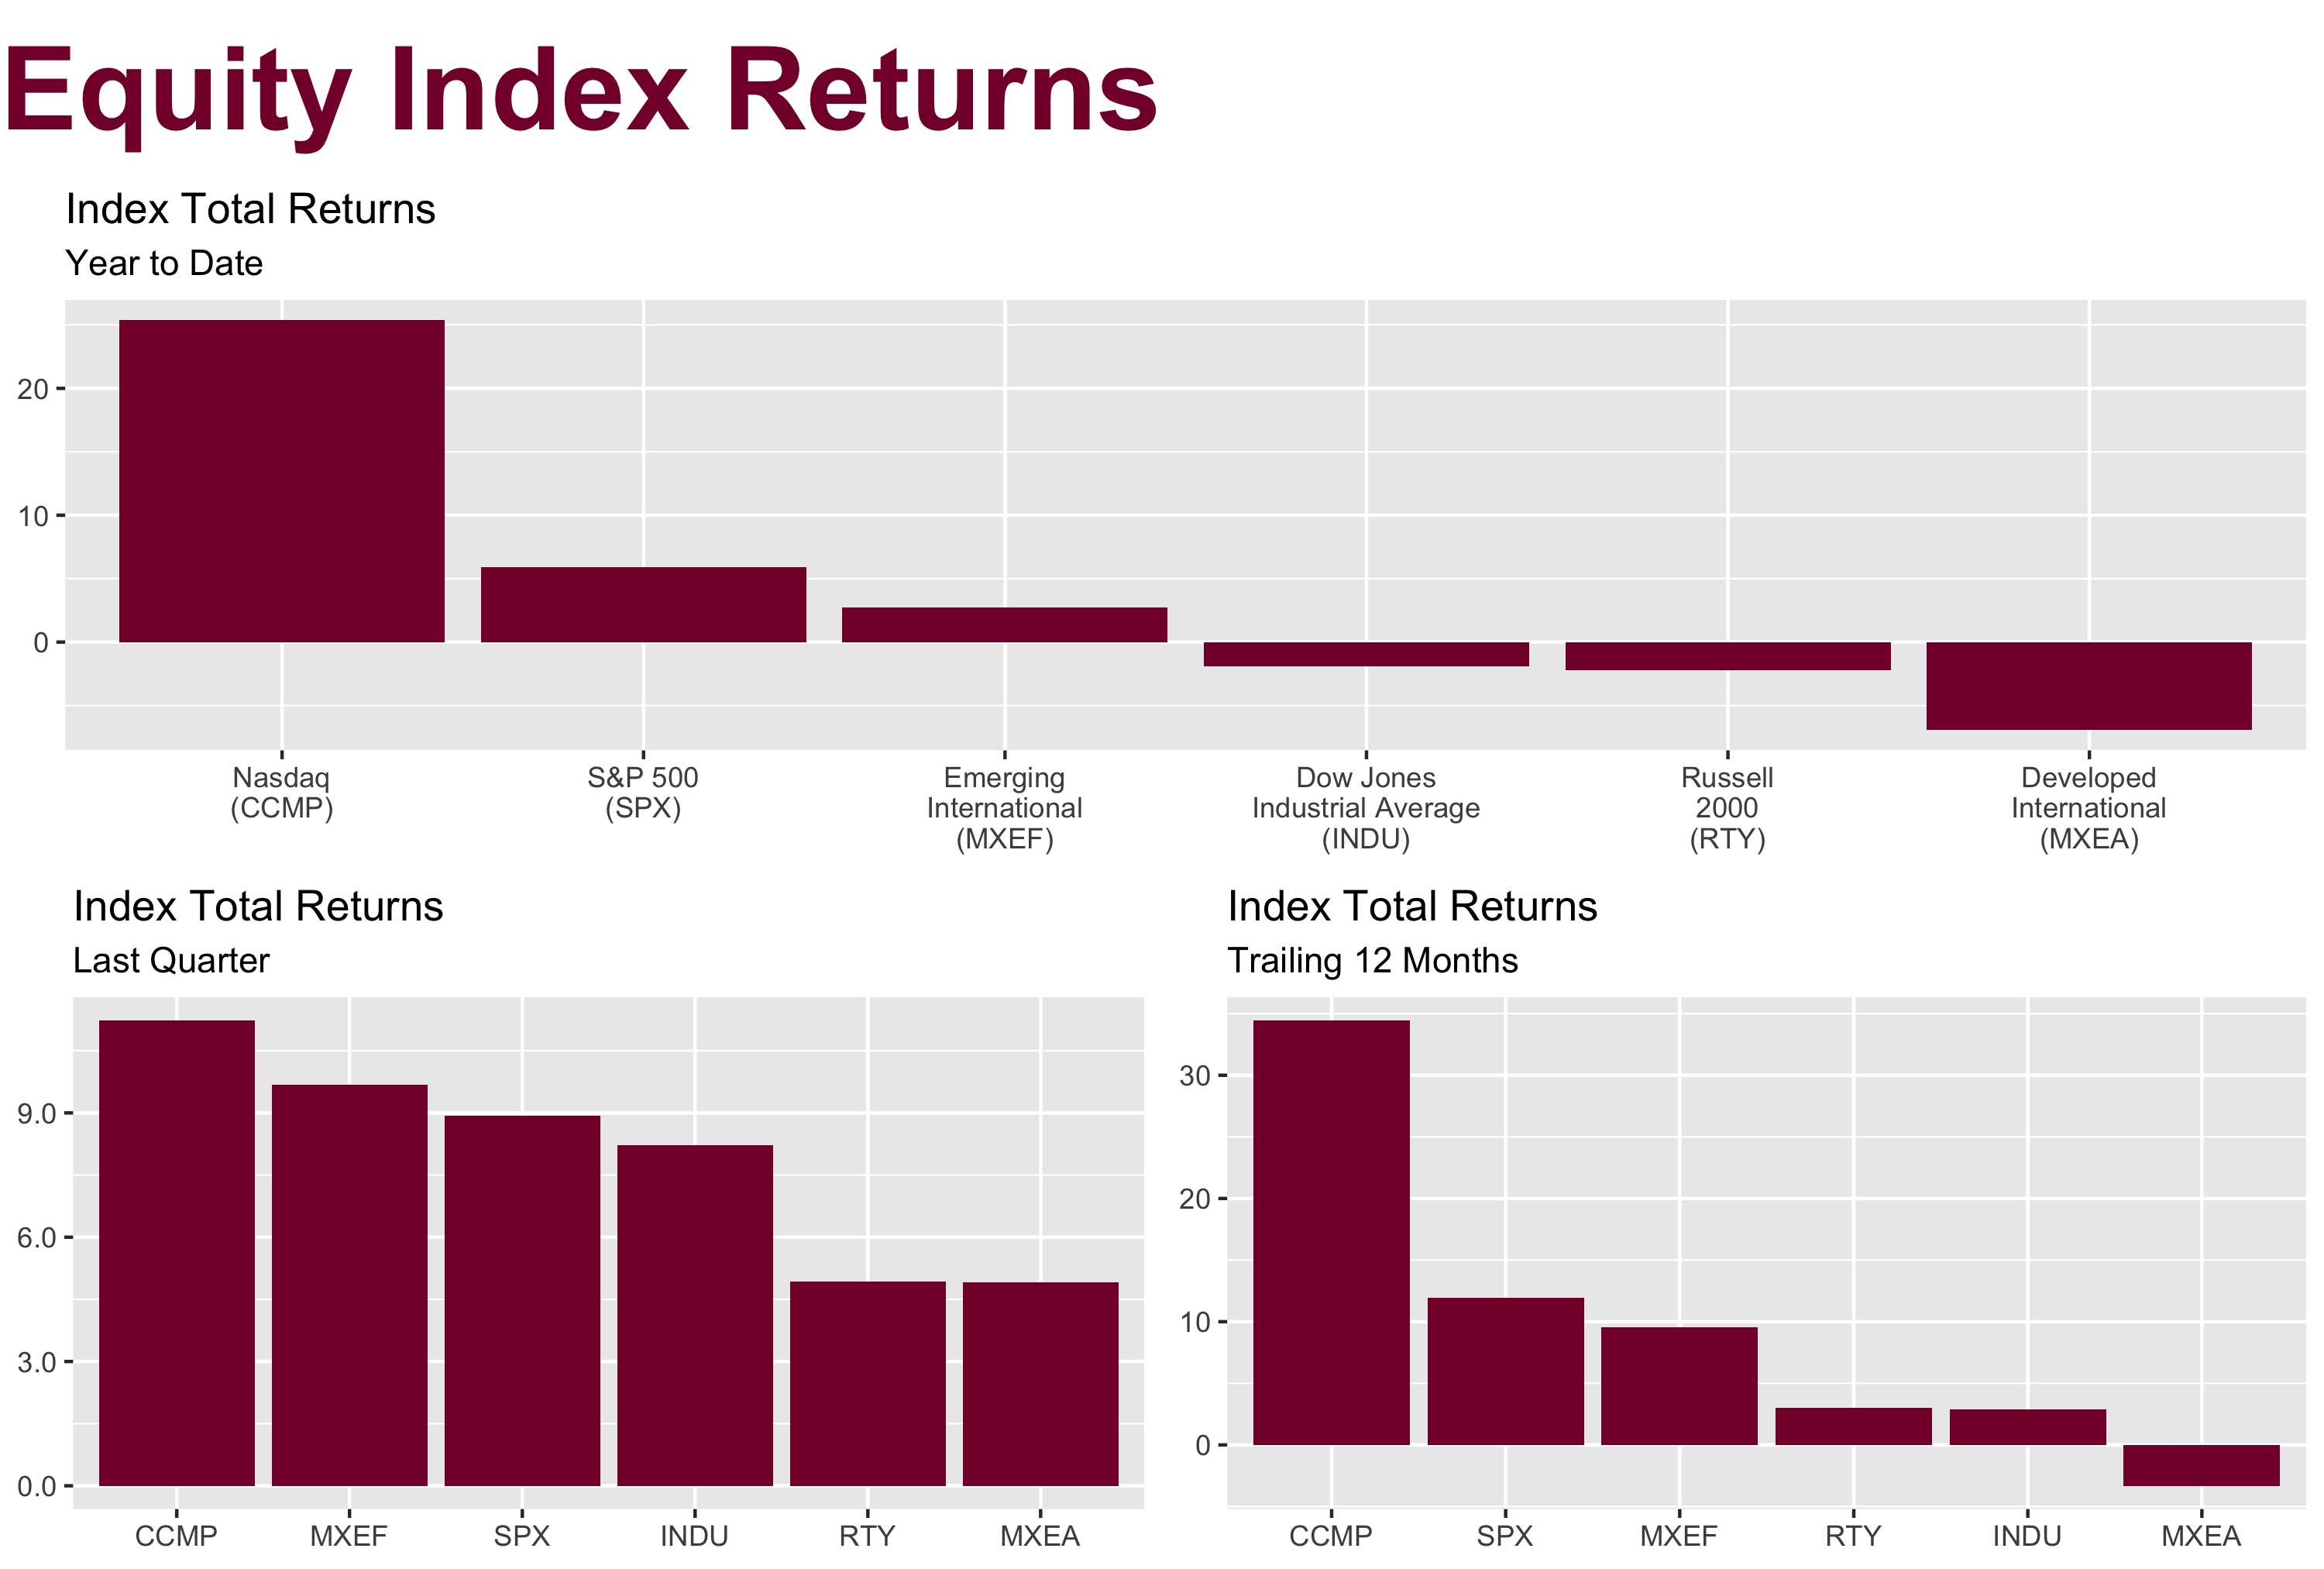 Equity Index Returns
Index Total Returns
Year to Date
20
10
0
Nasdaq
(CCMP)
S&P 500
(SPX)
Emerging
International
(MXEF)
Dow Jones
Industrial Average
(INDU)
Russell
2000
(RTY)
Developed
International
(MXEA)
Index Total Returns
Last Quarter
9.0
6.0
3.0
0.0
CCMP
MXEF
SPX
INDU
RTY
MXEA
Index Total Returns
Trailing 12 Months
30
20
10
0
CCMP
SPX
MXEF
RTY
INDU
MXEA